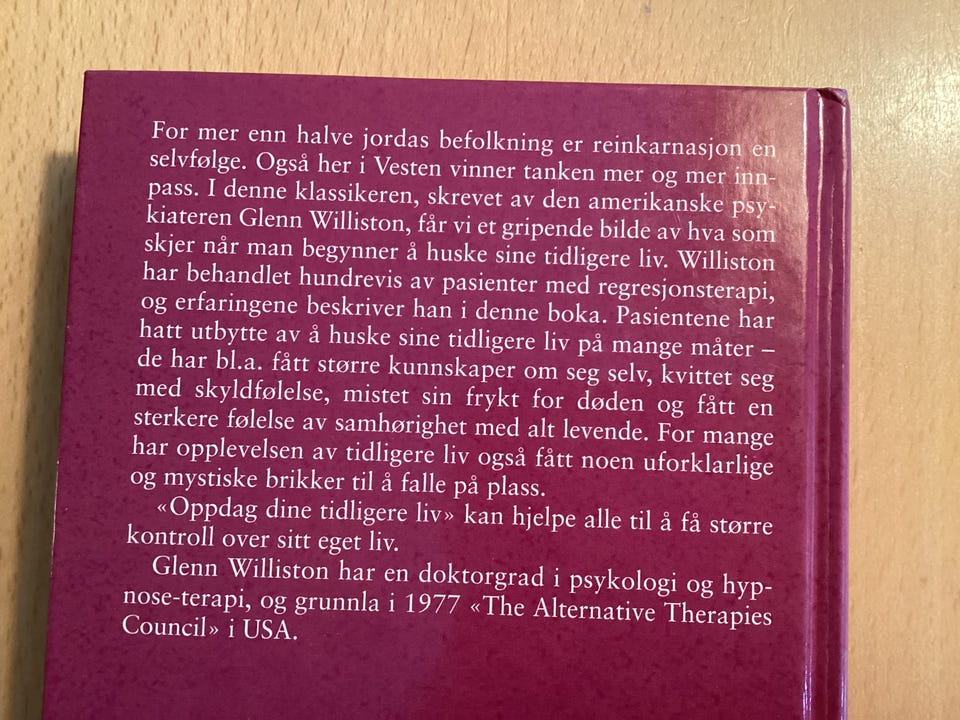 For mer enn halve jordas befolkning er reinkarnasjon en
selvfølge. Også her i Vesten vinner tanken mer og mer inn-
pass. I denne klassikeren, skrevet av den amerikanske psy-
kiateren Glenn Williston, får vi et gripende bilde av hva som
skjer når man begynner å huske sine tidligere liv. Williston
har behandlet hundrevis av pasienter med regresjonsterapi,
og erfaringene beskriver han i denne boka. Pasientene har
hatt utbytte av å huske sine tidligere liv på mange måter –
de har bl.a. fått større kunnskaper om seg selv, kvittet seg
med skyldfølelse, mistet sin frykt for døden og fått en
sterkere følelse av samhørighet med alt levende. For mange
har opplevelsen av tidligere liv også fått noen uforklarlige
og mystiske brikker til å falle på plass.
«Oppdag dine tidligere liv» kan hjelpe alle til å få større
kontroll over sitt eget liv.
Glenn Williston har en doktorgrad i psykologi og hyp-
nose-terapi, og grunnla i 1977 «The Alternative Therapies
Council» i USA.